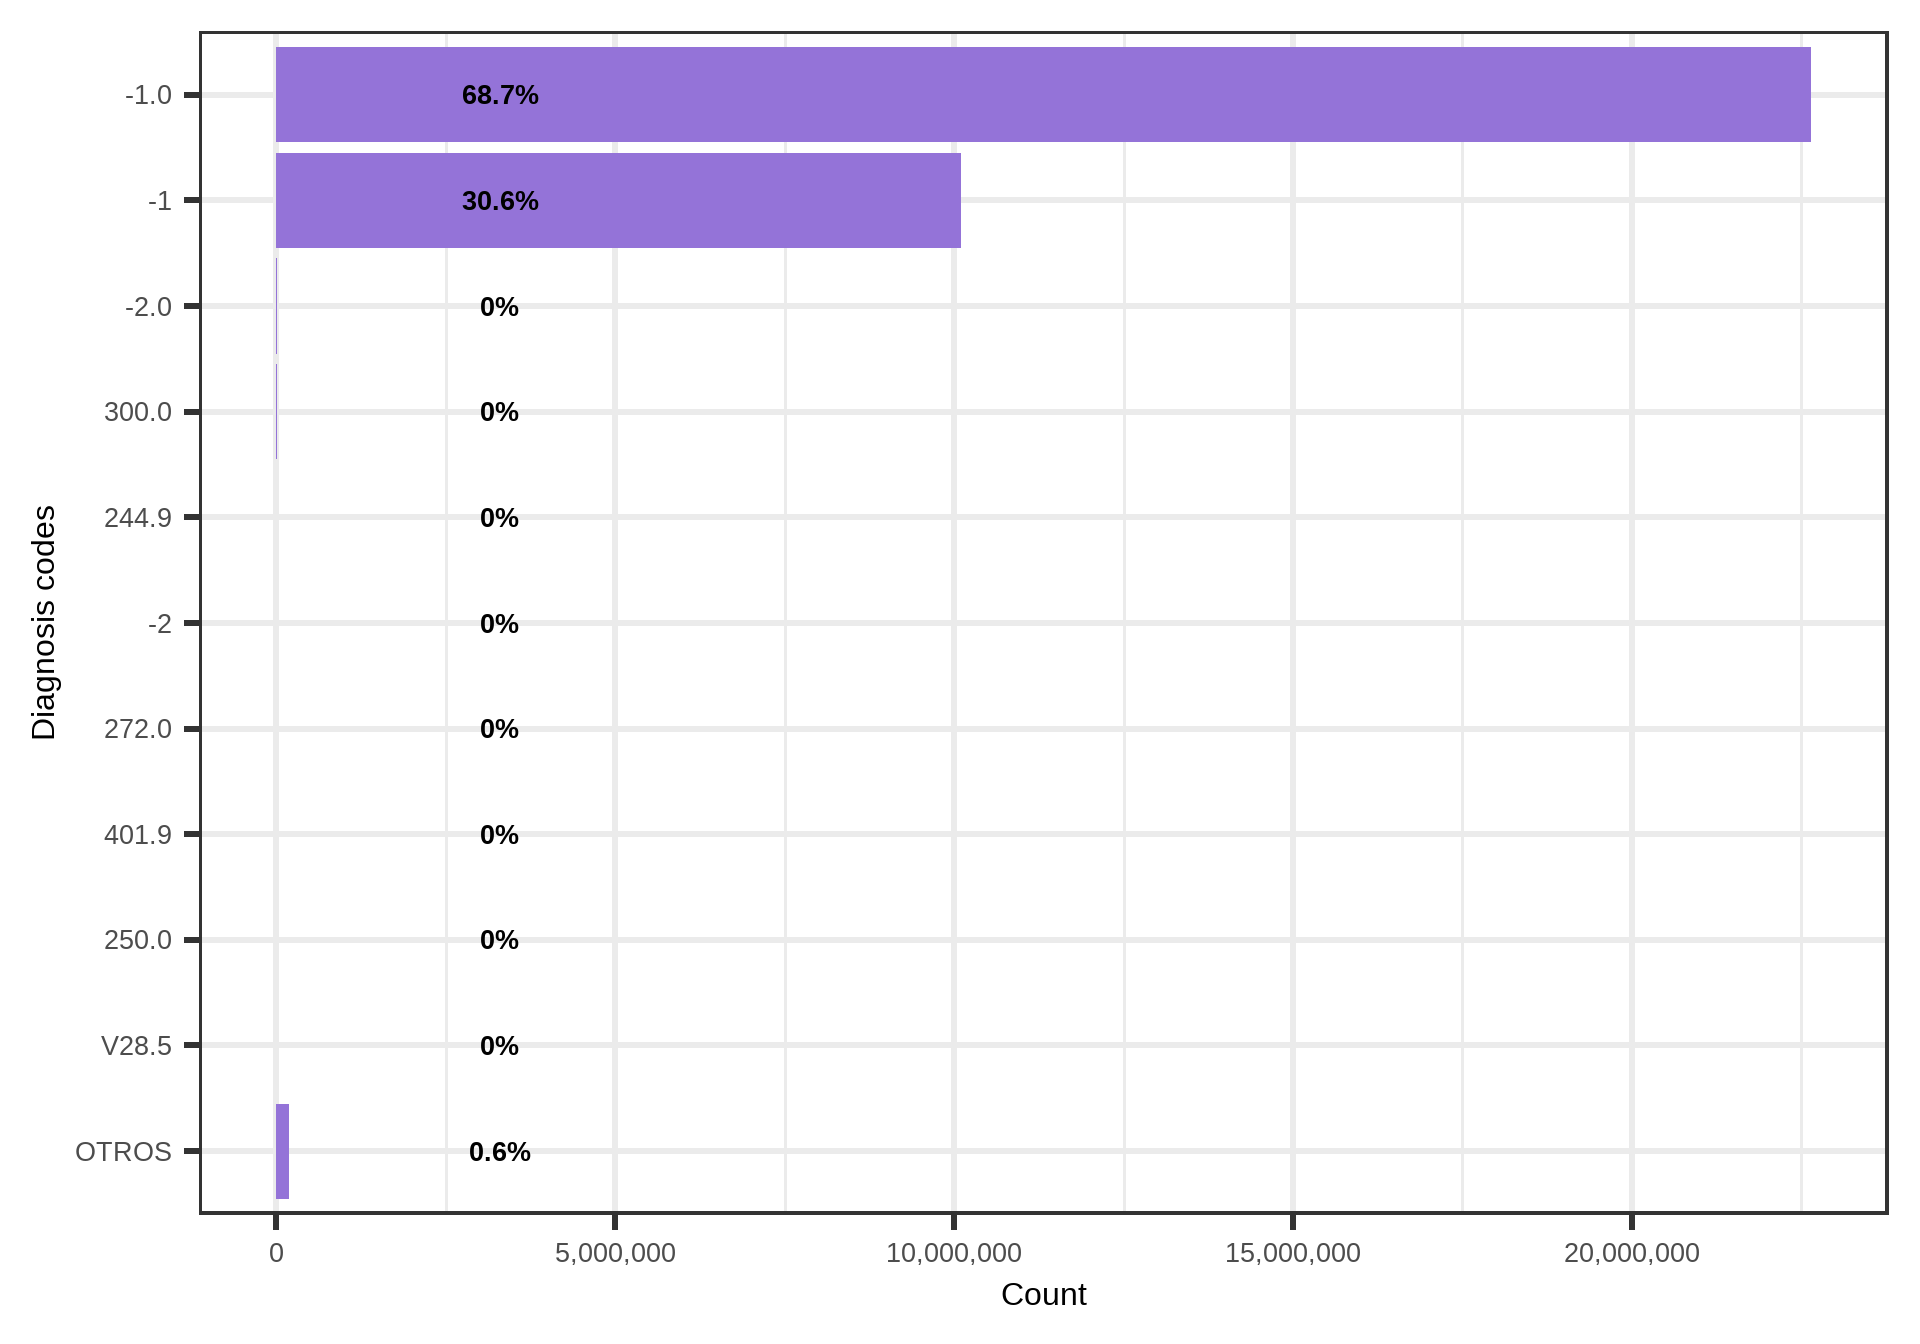 -1.0 68.7%
-1 30.6%
-2.0 0%
300.0 0%
244.9 0%
-2 0%
272.0 0%
401.9 0%
250.0 0%
V28.5 0%
OTROS 0.6%
Diagnosis codes
0 5,000,000 10,000,000 15,000,000 20,000,000
Count